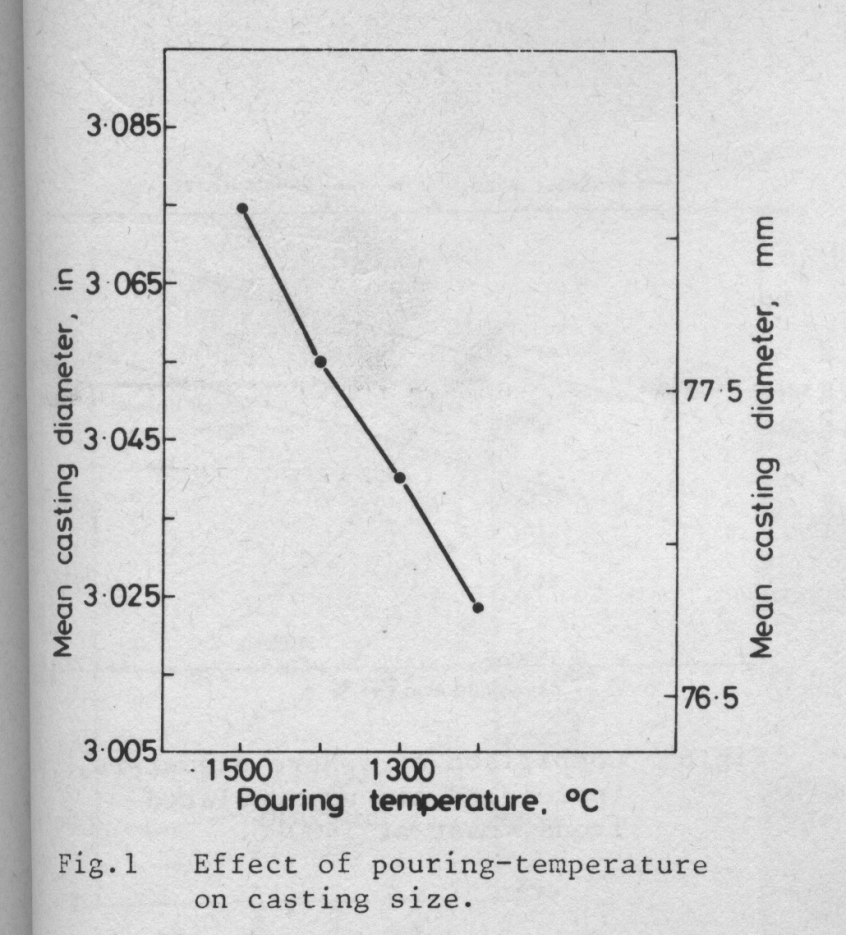 3·085
3·065
3·045
3·025
3·005
Mean casting diameter, in
77·5
76·5
Mean casting diameter, mm
1500 1300
Pouring temperature, °C
Fig.1 Effect of pouring-temperature
on casting size.